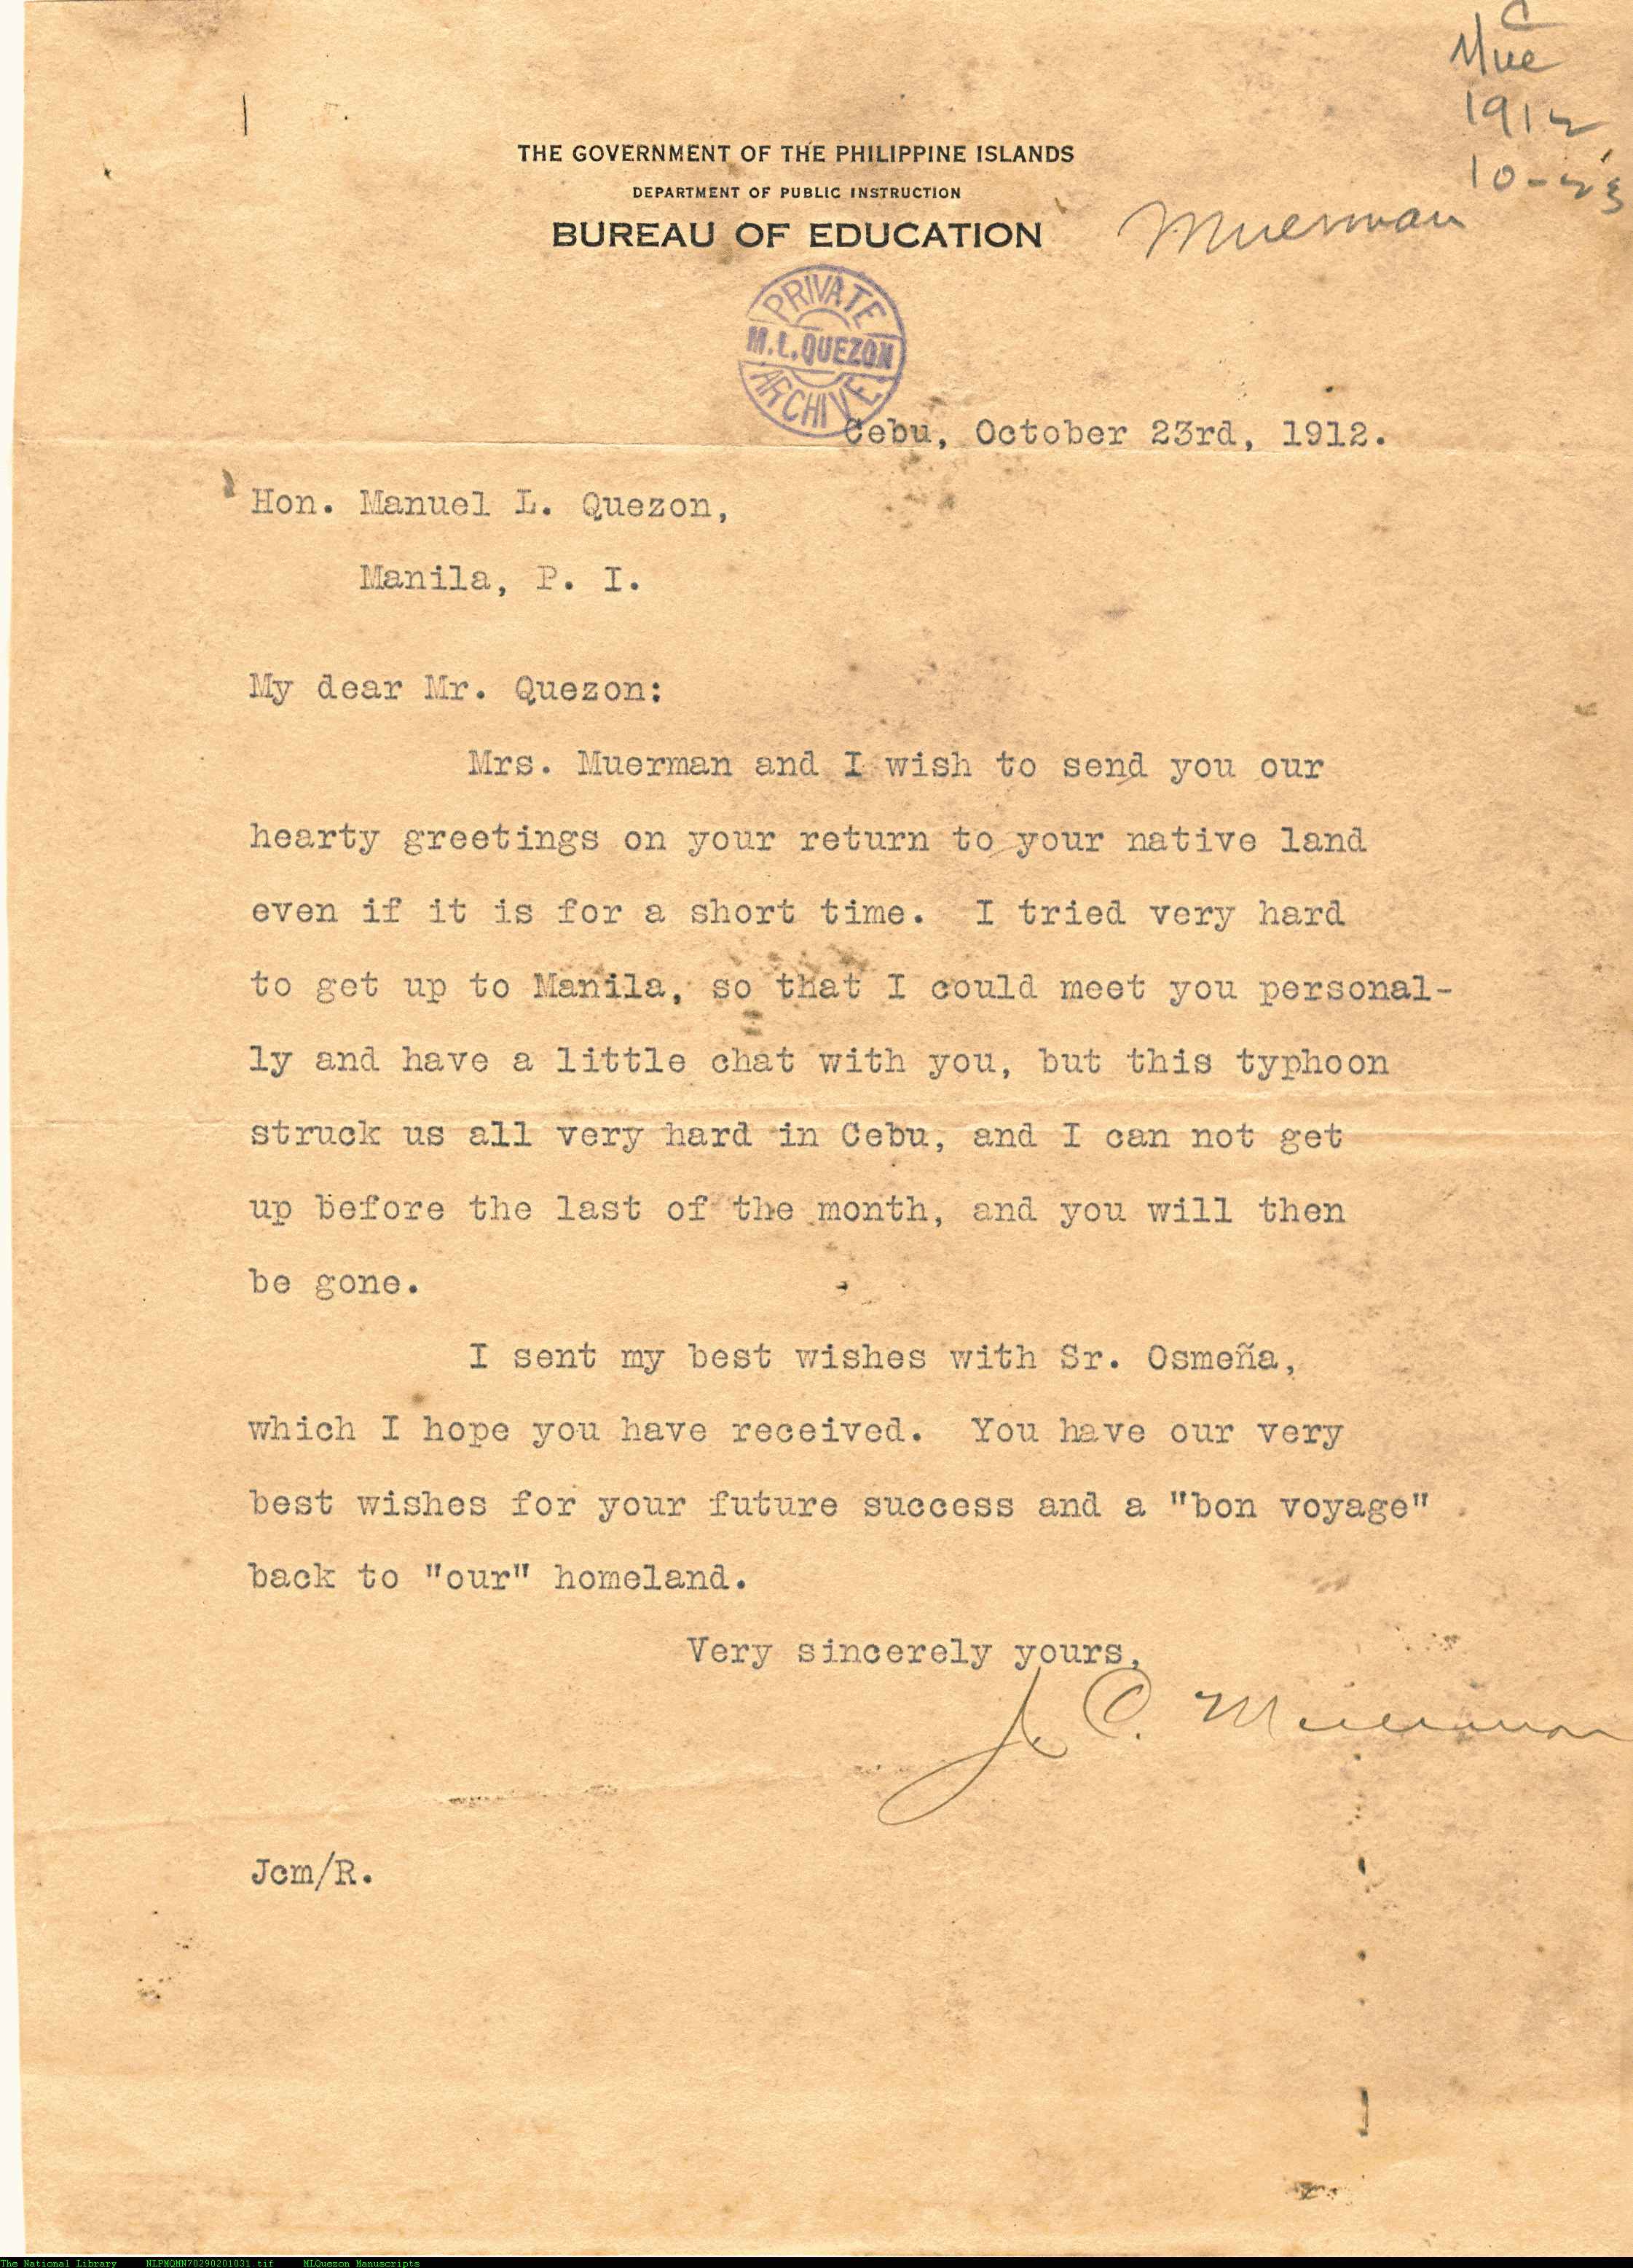 C
Mue
1912
10-23
THE GOVERNMENT OF THE PHILIPPINE ISLANDS
DEPARTMENT OF PUBLIC INSTRUCTION
BUREAU OF EDUCATION
Muerman
PRIVATE
M.L.QUEZON
ARCHIVE
Cebu, October 23rd, 1912.
Hon. Manuel L. Quezon,
Manila, P. I.
My dear Mr. Quezon:
Mrs. Muerman and I wish to send you our
hearty greetings on your return to your native land
even if it is for a short time. I tried very hard
to get up to Manila, so that I could meet you personal-
ly and have a little chat with you, but this typhoon
struck us all very hard in Cebu, and I can not get
up before the last of the month, and you will then
be gone.
I sent my best wishes with Sr. Osmeña,
which I hope you have received. You have our very
best wishes for your future success and a "bon voyage"
back to "our" homeland.
Very sincerely yours,
J. C. Muerman
Jcm/R.
The National Library NLPMQMN70290201031.tif MLQuezon Manuscripts